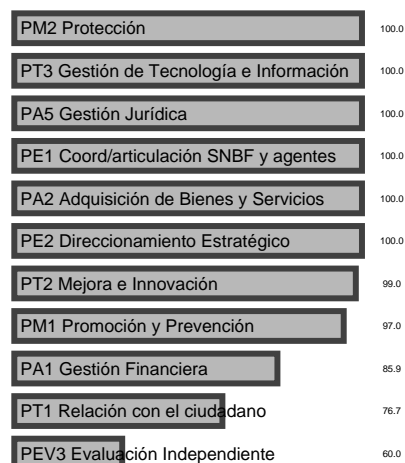 PM2 Protección 100.0
PT3 Gestión de Tecnología e Información 100.0
PA5 Gestión Jurídica 100.0
PE1 Coord/articulación SNBF y agentes 100.0
PA2 Adquisición de Bienes y Servicios 100.0
PE2 Direccionamiento Estratégico 100.0
PT2 Mejora e Innovación 99.0
PM1 Promoción y Prevención 97.0
PA1 Gestión Financiera 85.9
PT1 Relación con el ciudadano 76.7
PEV3 Evaluación Independiente 60.0